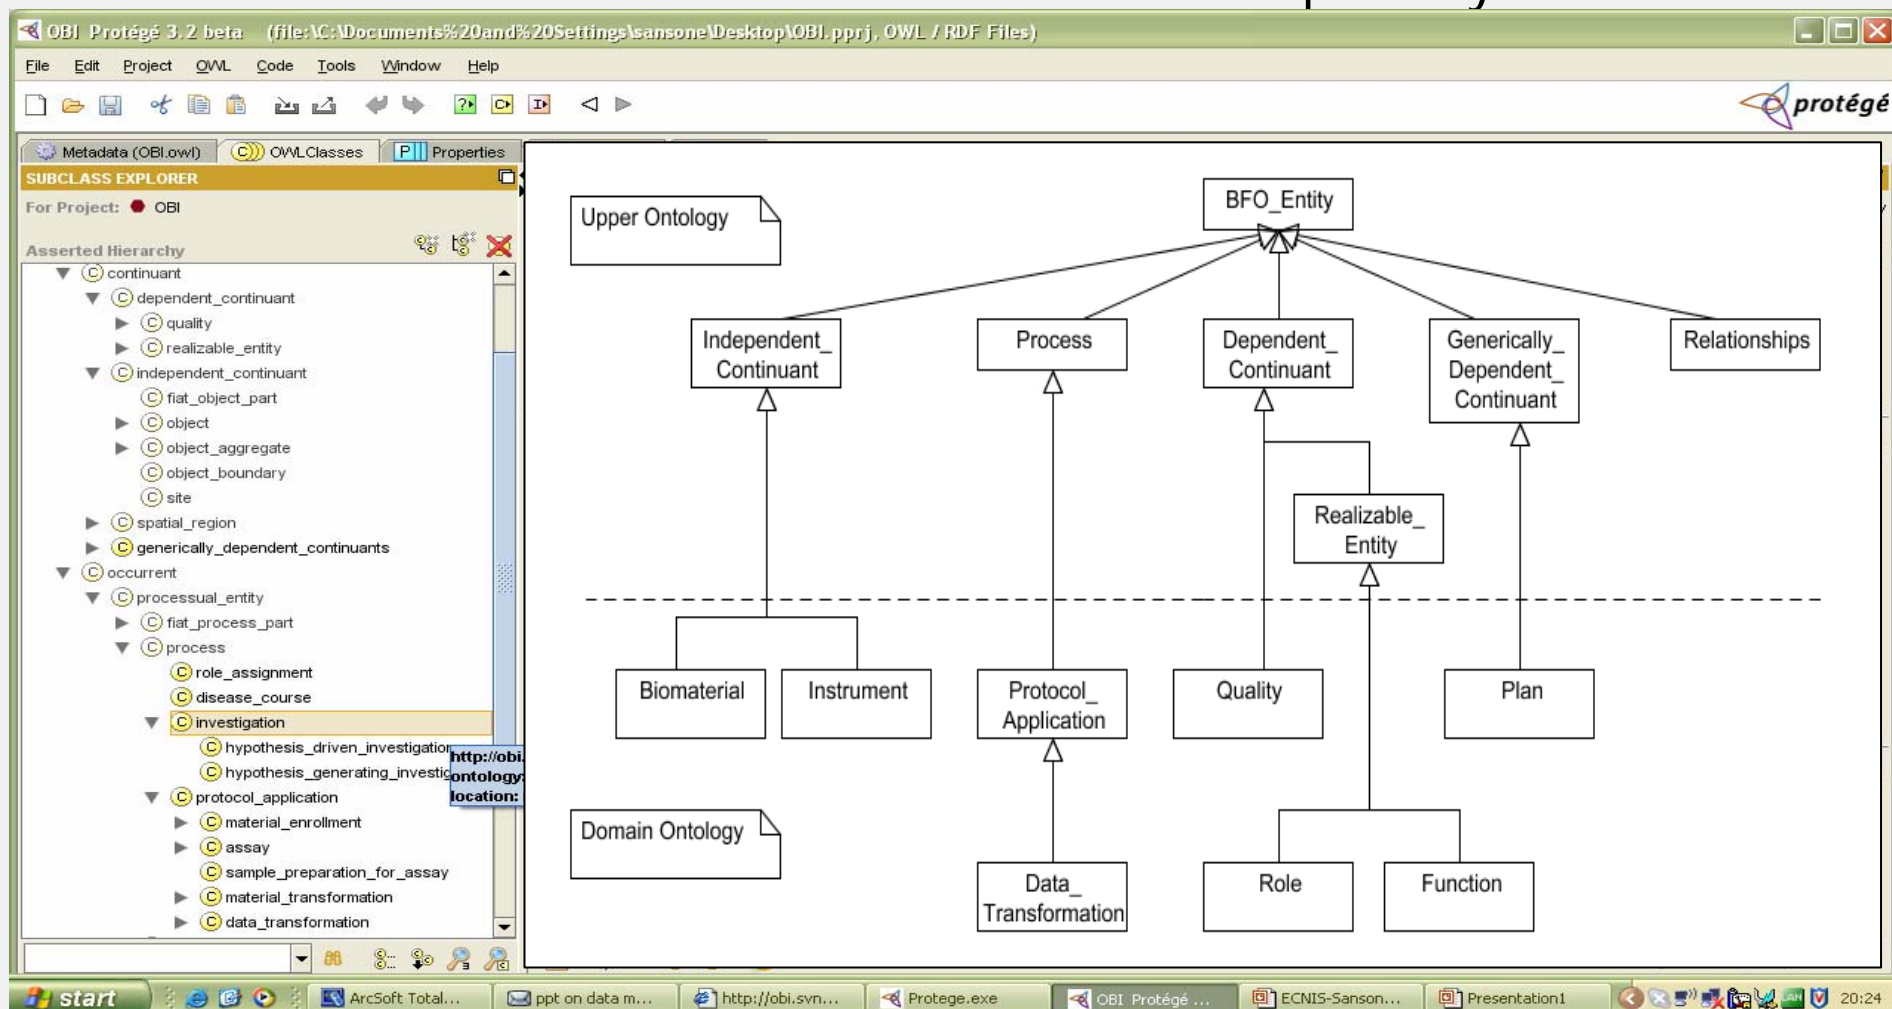 OBI Protégé 3.2 beta (file:\C:\Documents%20and%20Settings\sansone\Desktop\OBI.pprj, OWL / RDF Files)
File Edit Project OWL Code Tools Window Help
protégé
Metadata (OBI.owl) OWLClasses Properties
SUBCLASS EXPLORER
For Project: OBI
Asserted Hierarchy
continuant
dependent_continuant
quality
realizable_entity
independent_continuant
fiat_object_part
object
object_aggregate
object_boundary
site
spatial_region
generically_dependent_continuants
occurrent
processual_entity
fiat_process_part
process
role_assignment
disease_course
investigation
hypothesis_driven_investigation
hypothesis_generating_investig
protocol_application
material_enrollment
assay
sample_preparation_for_assay
material_transformation
data_transformation
http://obi.
ontology:
location:
Upper Ontology
BFO_Entity
Independent_
Continuant
Process
Dependent_
Continuant
Generically_
Dependent_
Continuant
Relationships
Realizable_
Entity
Biomaterial
Instrument
Protocol_
Application
Quality
Plan
Domain Ontology
Data_
Transformation
Role
Function
start ArcSoft Total... ppt on data m... http://obi.svn... Protege.exe OBI Protégé ... ECNIS-Sanson... Presentation1 20:24